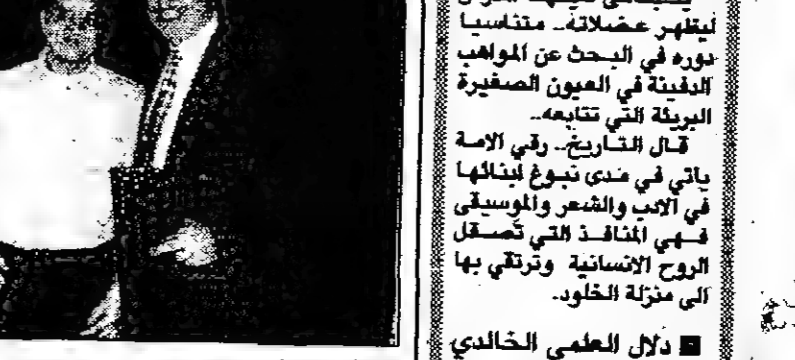 ليظهر عضلاته.. متناسيا
دوره في البحث عن المواهب
الدفينة في العيون الصغيرة
البريئة التي تتابعه..
قال التاريخ.. رقي الامة
ياتي في مدى نبوغ ابنائها
في الادب والشعر والموسيقى
فهي المنافذ التي تصقل
الروح الانسانية وترتقي بها
الى منزلة الخلود.
■ دلال العلمي الخالدي